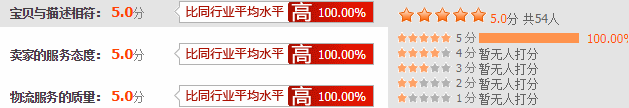 宝贝与描述相符： 5.0分 比同行业平均水平 高 100.00%
卖家的服务态度： 5.0分 比同行业平均水平 高 100.00%
物流服务的质量： 5.0分 比同行业平均水平 高 100.00%
5.0分 共54人
5 分 100.00%
4 分 暂无人打分
3 分 暂无人打分
2 分 暂无人打分
1 分 暂无人打分